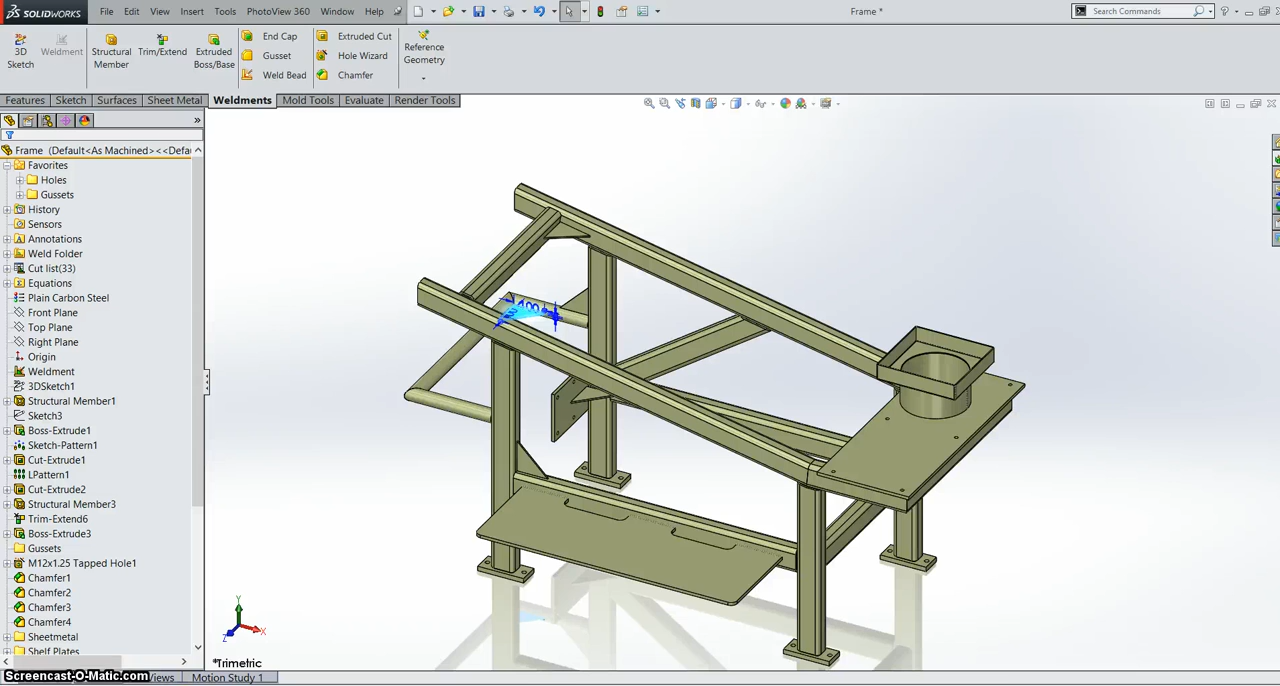 SOLIDWORKS File Edit View Insert Tools PhotoView 360 Window Help Frame * Search Commands
3D Sketch
Weldment
Structural Member
Trim/Extend
Extruded Boss/Base
End Cap
Gusset
Weld Bead
Extruded Cut
Hole Wizard
Chamfer
Reference Geometry
Features Sketch Surfaces Sheet Metal Weldments Mold Tools Evaluate Render Tools
Frame (Default<As Machined><<Defau
Favorites
Holes
Gussets
History
Sensors
Annotations
Weld Folder
Cut list(33)
Equations
Plain Carbon Steel
Front Plane
Top Plane
Right Plane
Origin
Weldment
3DSketch1
Structural Member1
Sketch3
Boss-Extrude1
Sketch-Pattern1
Cut-Extrude1
LPattern1
Cut-Extrude2
Structural Member3
Trim-Extend6
Boss-Extrude3
Gussets
M12x1.25 Tapped Hole1
Chamfer1
Chamfer2
Chamfer3
Chamfer4
Sheetmetal
Shelf Plates
Y
X
Z
*Trimetric
Screencast-O-Matic.com Views Motion Study 1